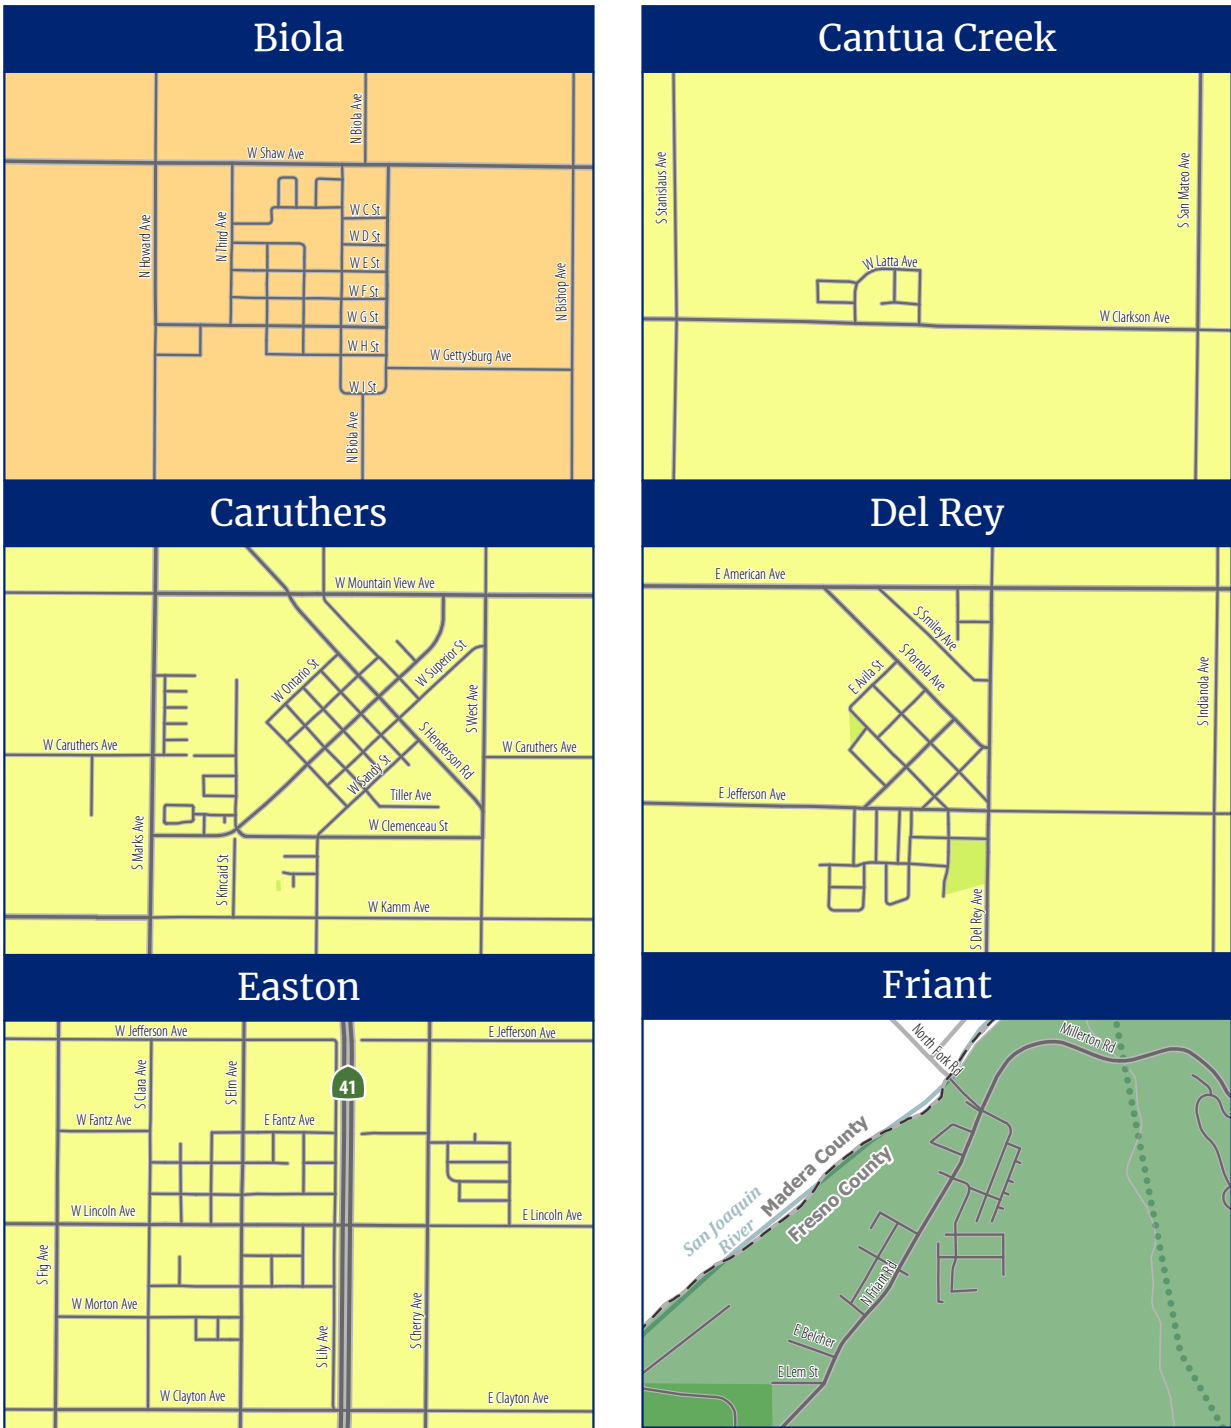 Biola
N Biola Ave
W Shaw Ave
N Howard Ave
N Third Ave
W C St
W D St
W E St
W F St
W G St
W H St
W I St
N Bishop Ave
W Gettysburg Ave
N Biola Ave
Cantua Creek
S Stanislaus Ave
S San Mateo Ave
W Latta Ave
W Clarkson Ave
Caruthers
W Mountain View Ave
W Ontario St
W Superior St
S West Ave
W Caruthers Ave
S Henderson Rd
W Caruthers Ave
W Sandy St
Tiller Ave
S Marks Ave
W Clemenceau St
S Kincaid St
W Kamm Ave
Del Rey
E American Ave
S Smiley Ave
S Portola Ave
E Avila St
S Indianola Ave
E Jefferson Ave
S Del Rey Ave
Easton
W Jefferson Ave
E Jefferson Ave
S Clara Ave
S Elm Ave
41
W Fantz Ave
E Fantz Ave
W Lincoln Ave
E Lincoln Ave
S Fig Ave
W Morton Ave
S Lily Ave
S Cherry Ave
W Clayton Ave
E Clayton Ave
Friant
North Fork Rd
Millerton Rd
Madera County
Fresno County
San Joaquin
River
N Friant Rd
E Belcher
E Lem St